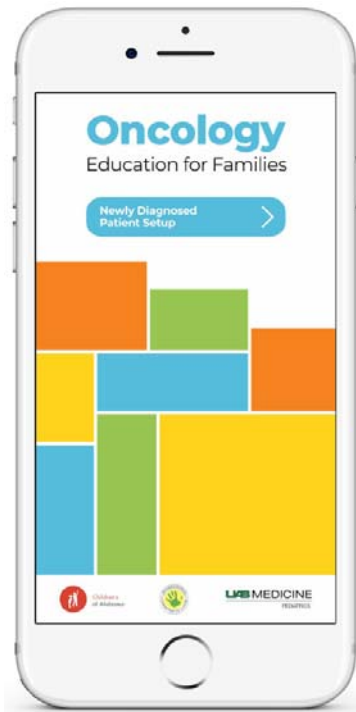 Oncology
Education for Families
Newly Diagnosed
Patient Setup
Children's
of Alabama
UAB MEDICINE
PEDIATRICS